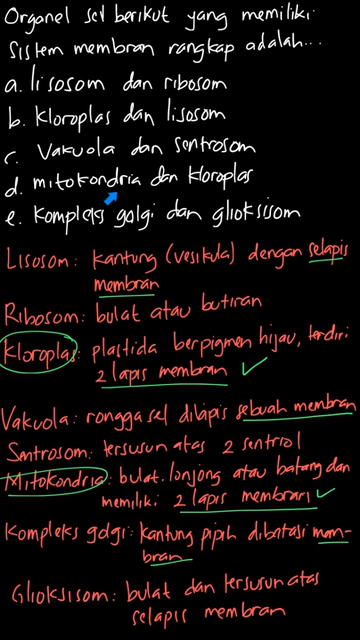 Organel sel berikut yang memiliki
sistem membran rangkap adalah...
a. lisosom dan ribosom
b. Kloroplas dan lisosom
c. Vakuola dan sentrosom
d. mitokondria dan kloroplas
e. Kompleks golgi dan glioksisom
Lisosom: kantung (vesikula) dengan selapis
membran
Ribosom: bulat atau butiran
Kloroplas: plastida berpigmen hijau, terdiri
2 lapis membran ✓
Vakuola: rongga sel dilapis sebuah membran
Sentrosom: tersusun atas 2 sentriol
Mitokondria: bulat, lonjong atau batang dan
memiliki 2 lapis membran ✓
Kompleks golgi: kantung pipih dibatasi mem-
bran
Glioksisom: bulat dan tersusun atas
selapis membran